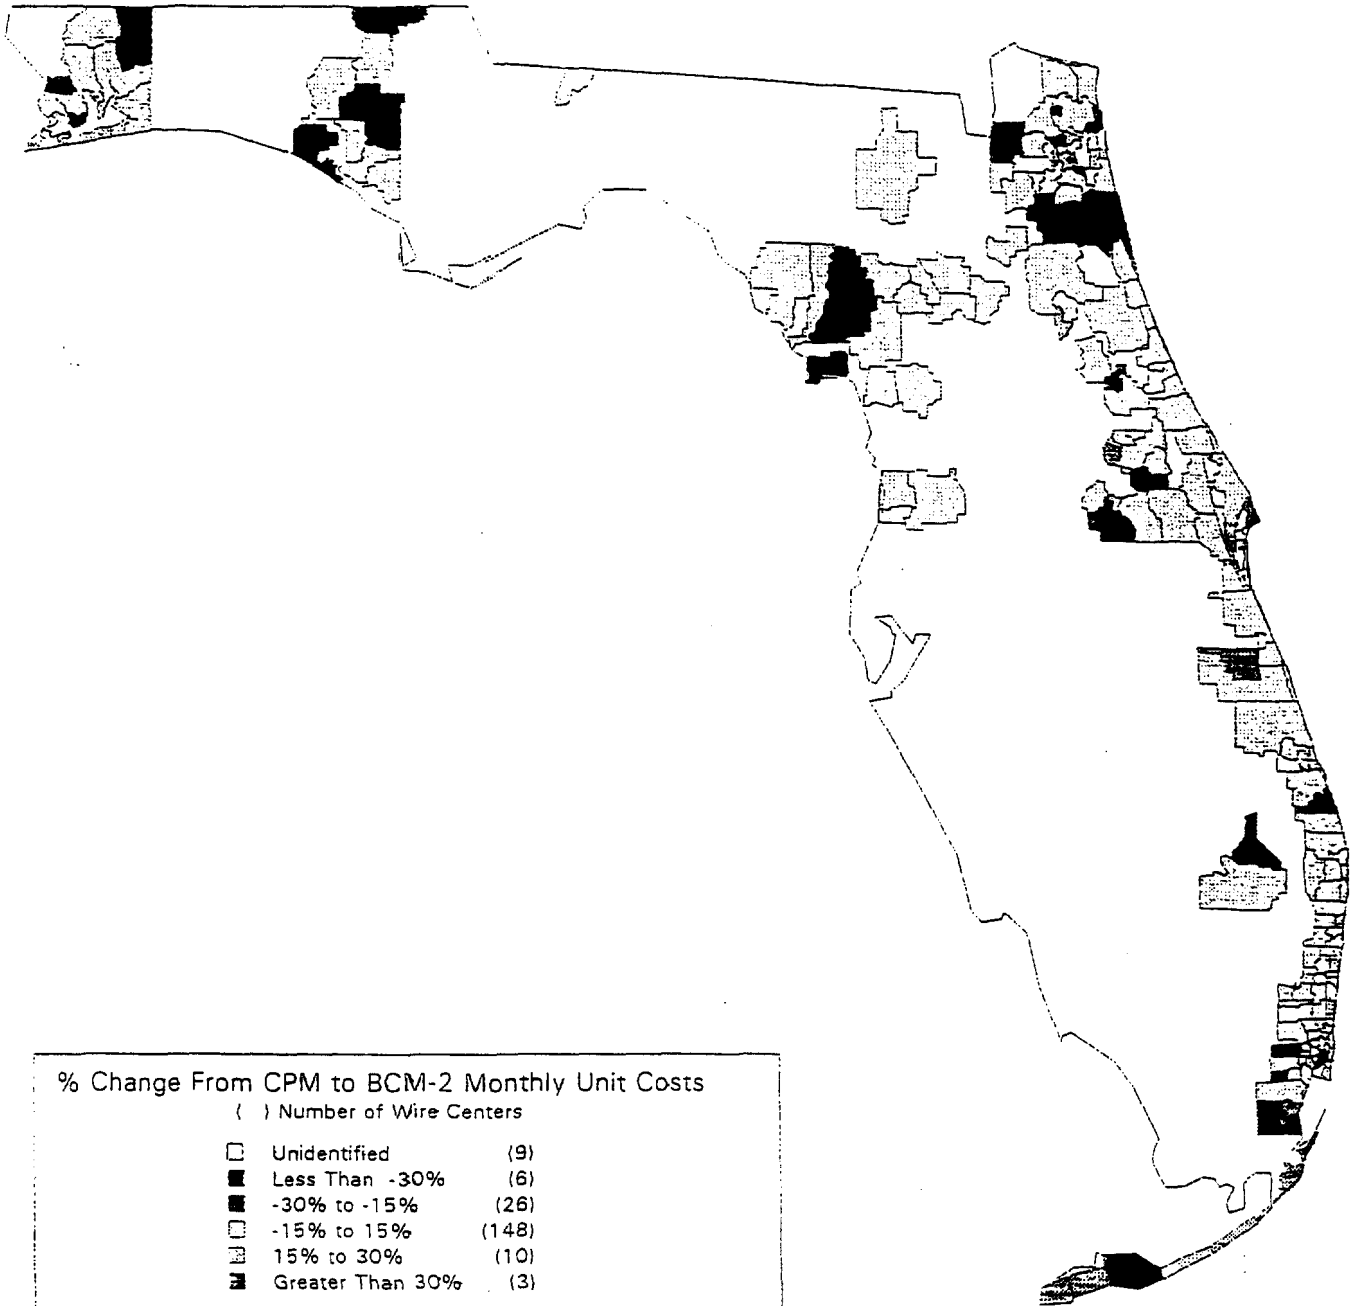 % Change From CPM to BCM-2 Monthly Unit Costs
( ) Number of Wire Centers
Unidentified (9)
Less Than -30% (6)
-30% to -15% (26)
-15% to 15% (148)
15% to 30% (10)
Greater Than 30% (3)